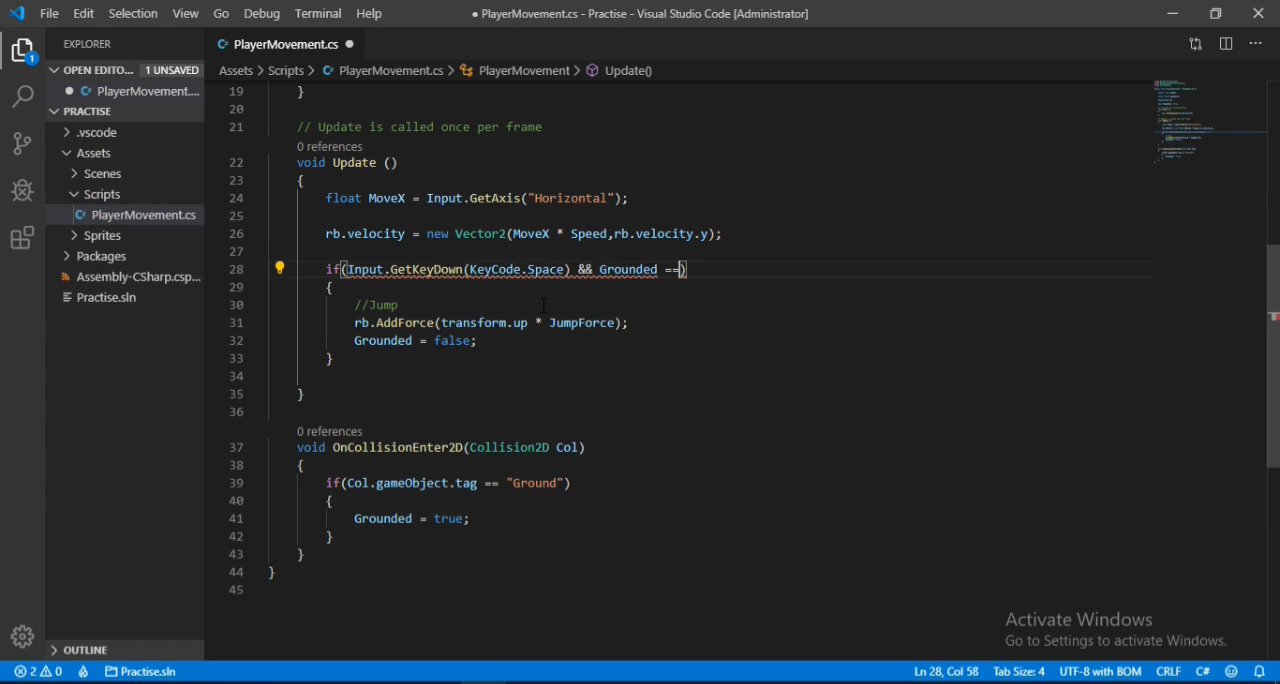 File Edit Selection View Go Debug Terminal Help
● PlayerMovement.cs - Practise - Visual Studio Code [Administrator]
EXPLORER
OPEN EDITO... 1 UNSAVED
● PlayerMovement....
PRACTISE
.vscode
Assets
Scenes
Scripts
PlayerMovement.cs
Sprites
Packages
Assembly-CSharp.csp...
Practise.sln
OUTLINE
PlayerMovement.cs ●
Assets > Scripts > PlayerMovement.cs > PlayerMovement > Update()
19 }
20
21 // Update is called once per frame
0 references
22 void Update ()
23 {
24 float MoveX = Input.GetAxis("Horizontal");
25
26 rb.velocity = new Vector2(MoveX * Speed,rb.velocity.y);
27
28 if(Input.GetKeyDown(KeyCode.Space) && Grounded ==)
29 {
30 //Jump
31 rb.AddForce(transform.up * JumpForce);
32 Grounded = false;
33 }
34
35 }
36
0 references
37 void OnCollisionEnter2D(Collision2D Col)
38 {
39 if(Col.gameObject.tag == "Ground")
40 {
41 Grounded = true;
42 }
43 }
44 }
45
Activate Windows
Go to Settings to activate Windows.
1
2 0 Practise.sln Ln 28, Col 58 Tab Size: 4 UTF-8 with BOM CRLF C#